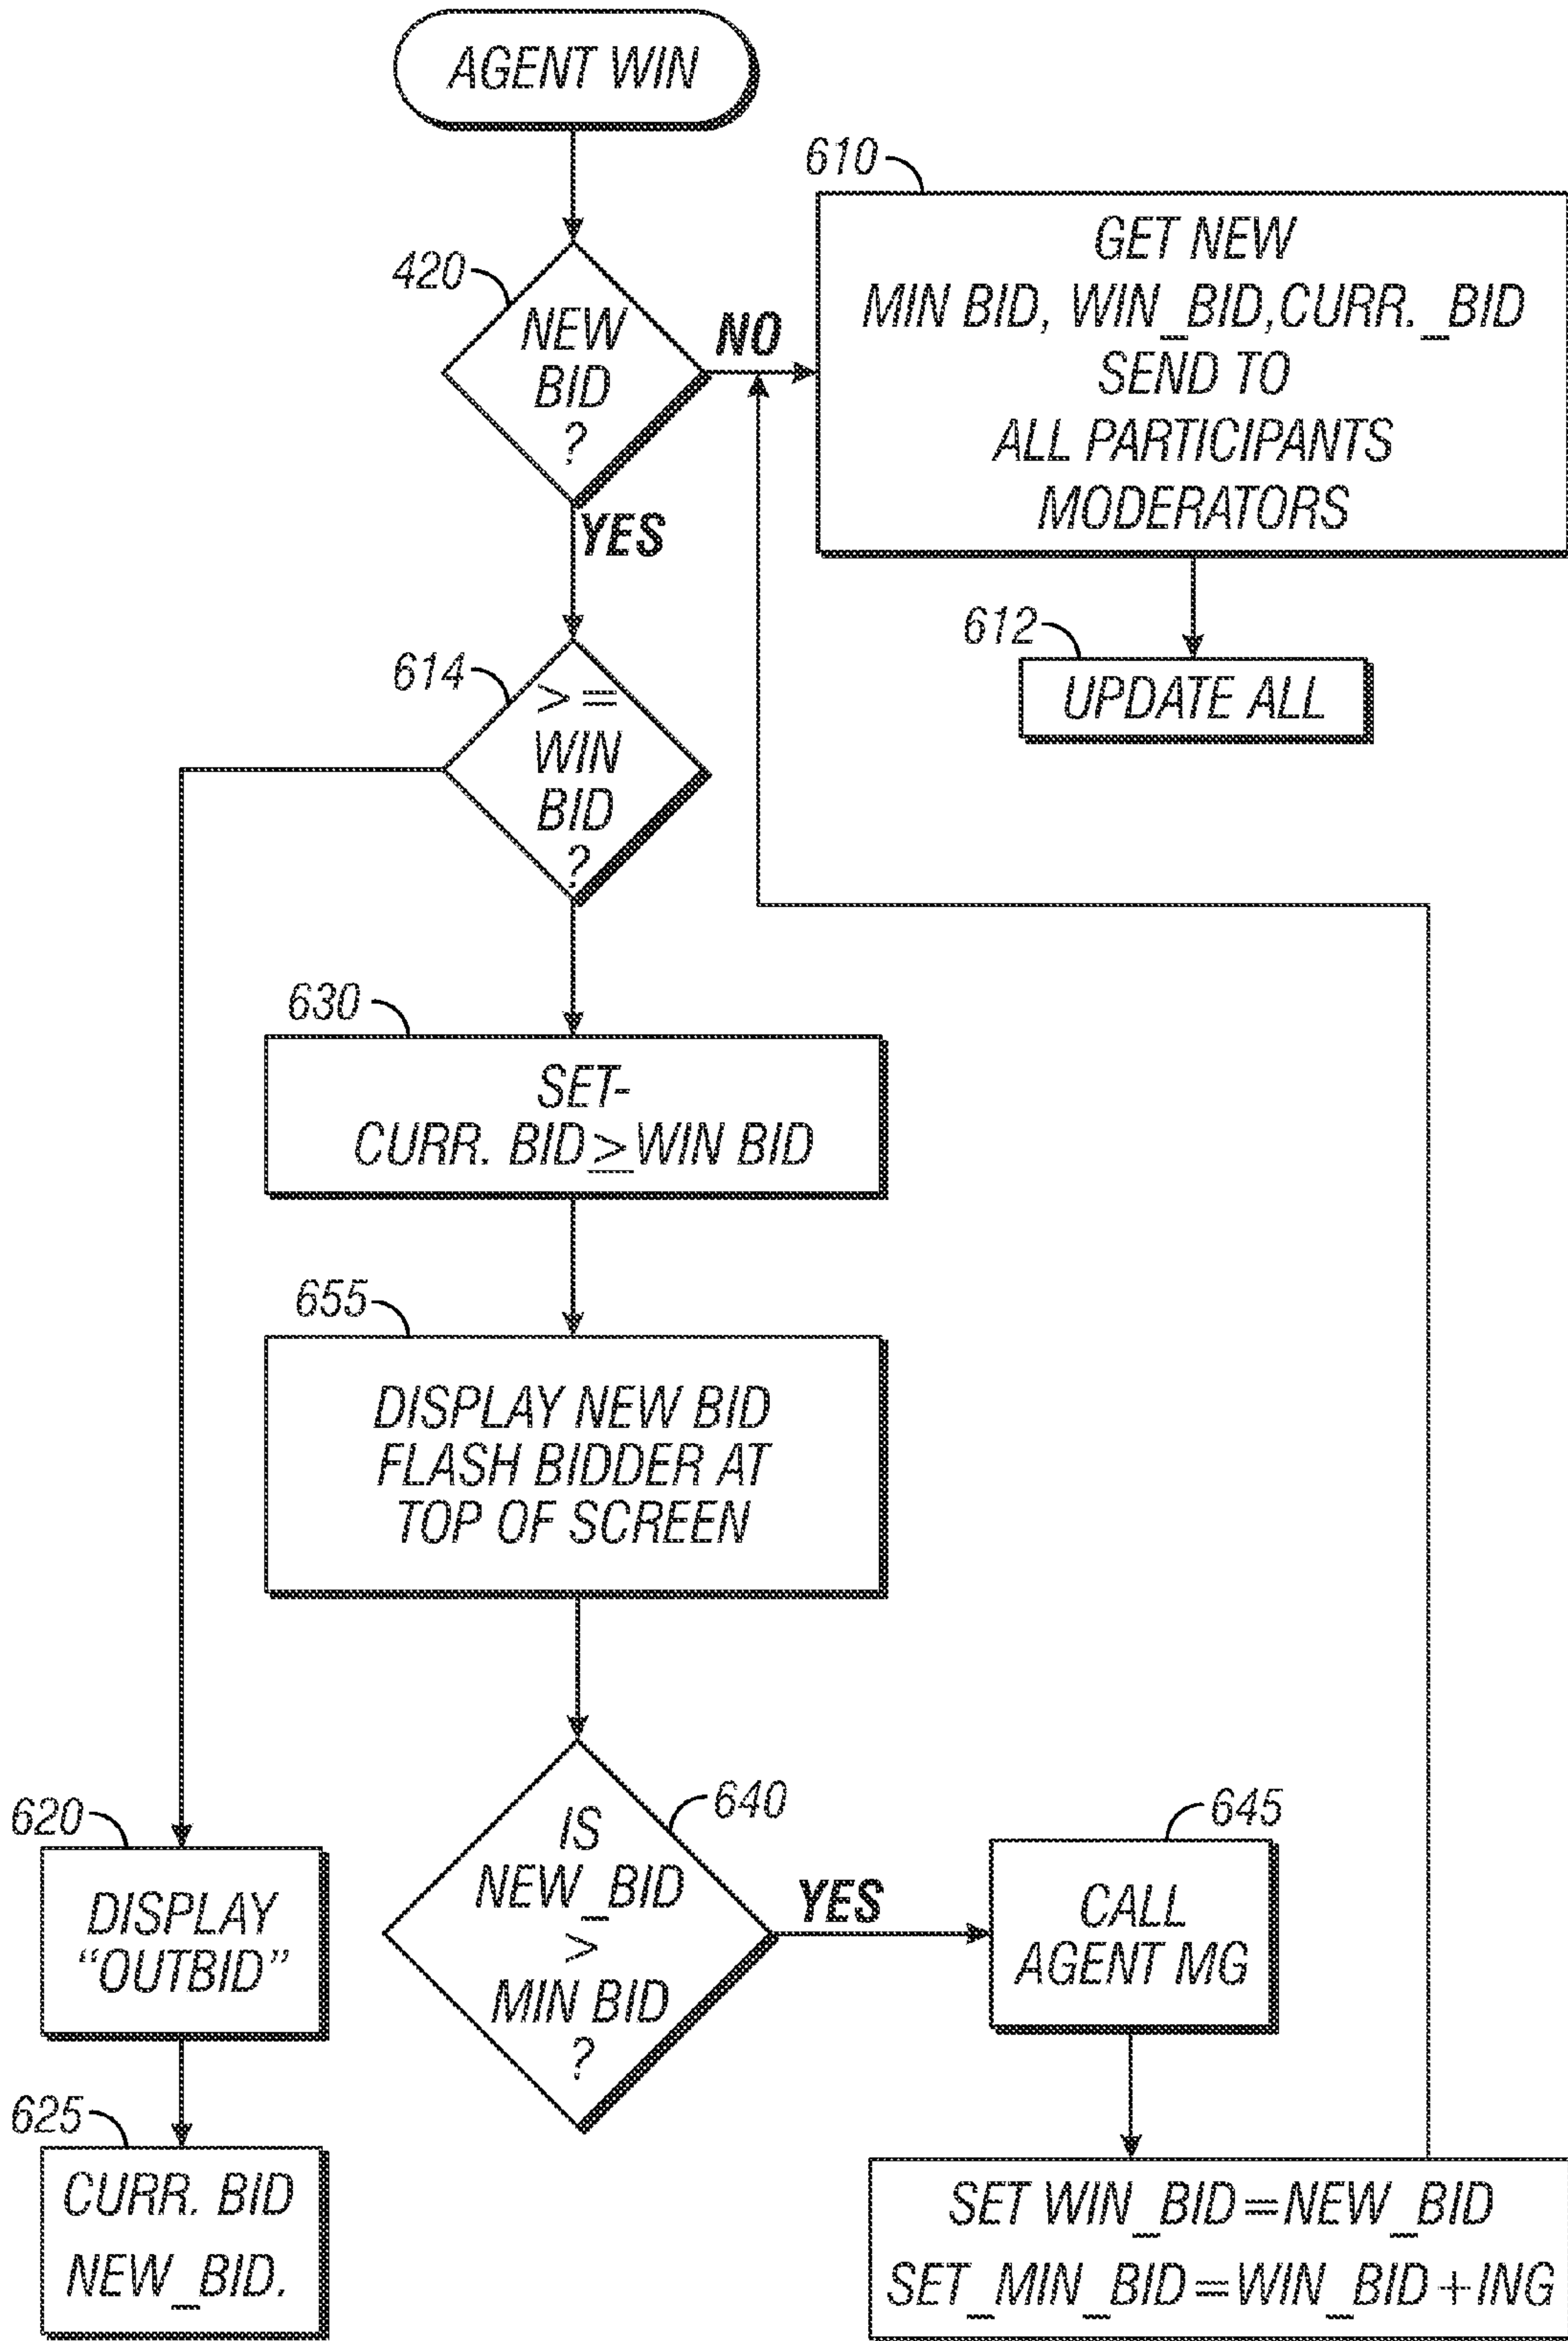 AGENT WIN
610
GET NEW
MIN BID, WIN_BID,CURR._BID
SEND TO
ALL PARTICIPANTS
MODERATORS
420
NEW
BID
?
NO
YES
612
UPDATE ALL
614
>=
WIN
BID
?
630
SET-
CURR. BID ≥ WIN BID
655
DISPLAY NEW BID
FLASH BIDDER AT
TOP OF SCREEN
640
IS
NEW_BID
>
MIN BID
?
YES
645
CALL
AGENT MG
620
DISPLAY
“OUTBID”
625
CURR. BID
NEW_BID.
SET WIN_BID=NEW_BID
SET_MIN_BID=WIN_BID+ING